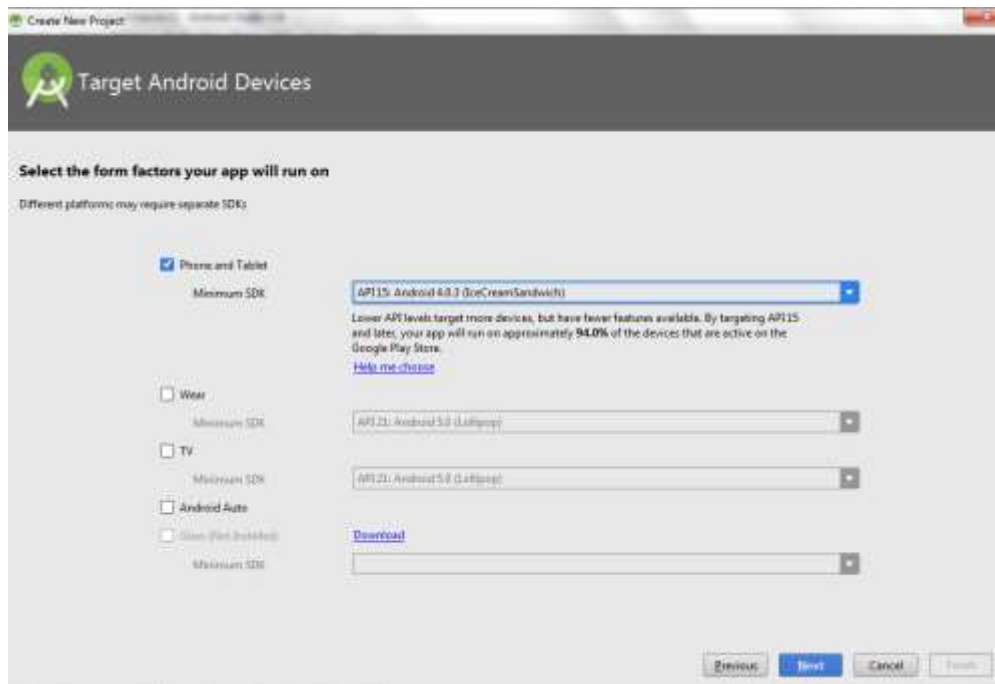 Create New Project
Target Android Devices
Select the form factors your app will run on
Different platforms may require separate SDKs
Phone and Tablet
Minimum SDK
API 15: Android 4.0.3 (IceCreamSandwich)
Lower API levels target more devices, but have fewer features available. By targeting API 15
and later, your app will run on approximately 94.0% of the devices that are active on the
Google Play Store.
Help me choose
Wear
Minimum SDK
API 21: Android 5.0 (Lollipop)
TV
Minimum SDK
API 21: Android 5.0 (Lollipop)
Android Auto
Glass (Not Installed)
Download
Minimum SDK
Previous
Next
Cancel
Finish